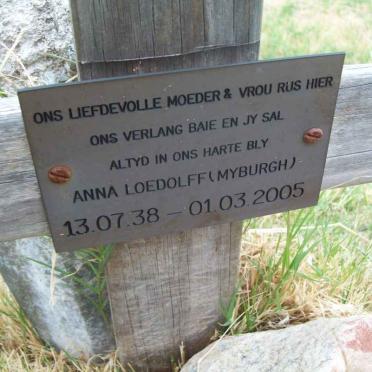 ONS LIEFDEVOLLE MOEDER & VROU RUS HIER
ONS VERLANG BAIE EN JY SAL
ALTYD IN ONS HARTE BLY
ANNA LOEDOLFF (MYBURGH)
13.07.38 – 01.03.2005